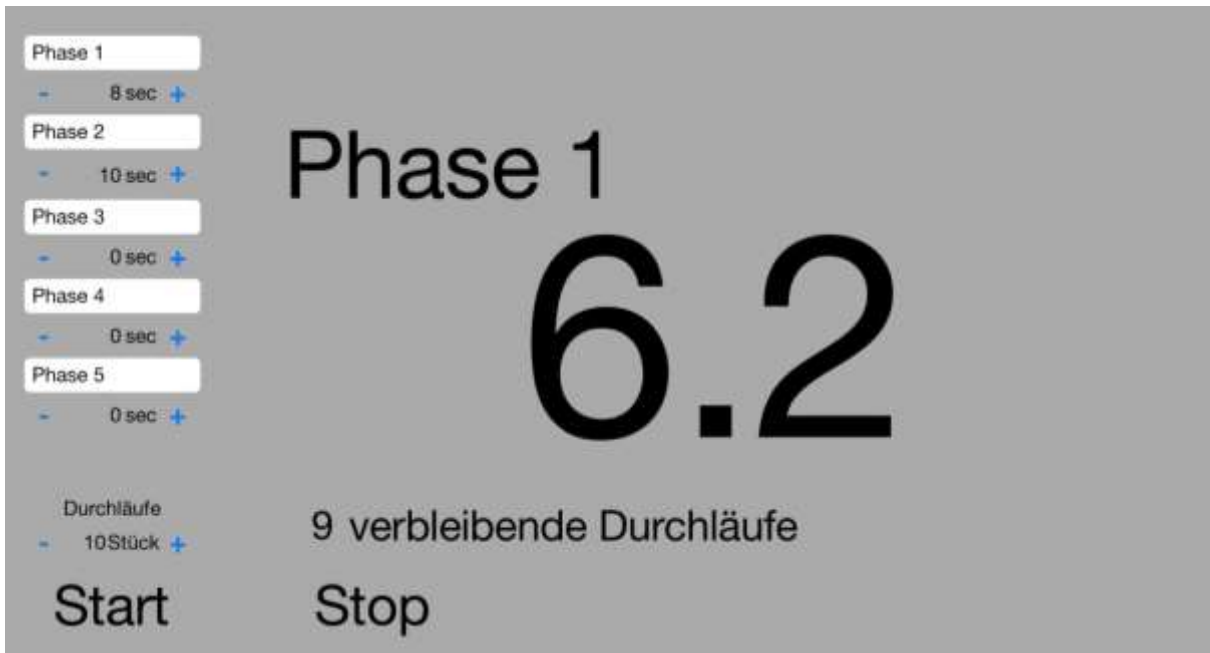 Phase 1
- 8 sec +
Phase 2
- 10 sec +
Phase 3
- 0 sec +
Phase 4
- 0 sec +
Phase 5
- 0 sec +
Durchläufe
- 10Stück +
Start
Phase 1
6.2
9 verbleibende Durchläufe
Stop